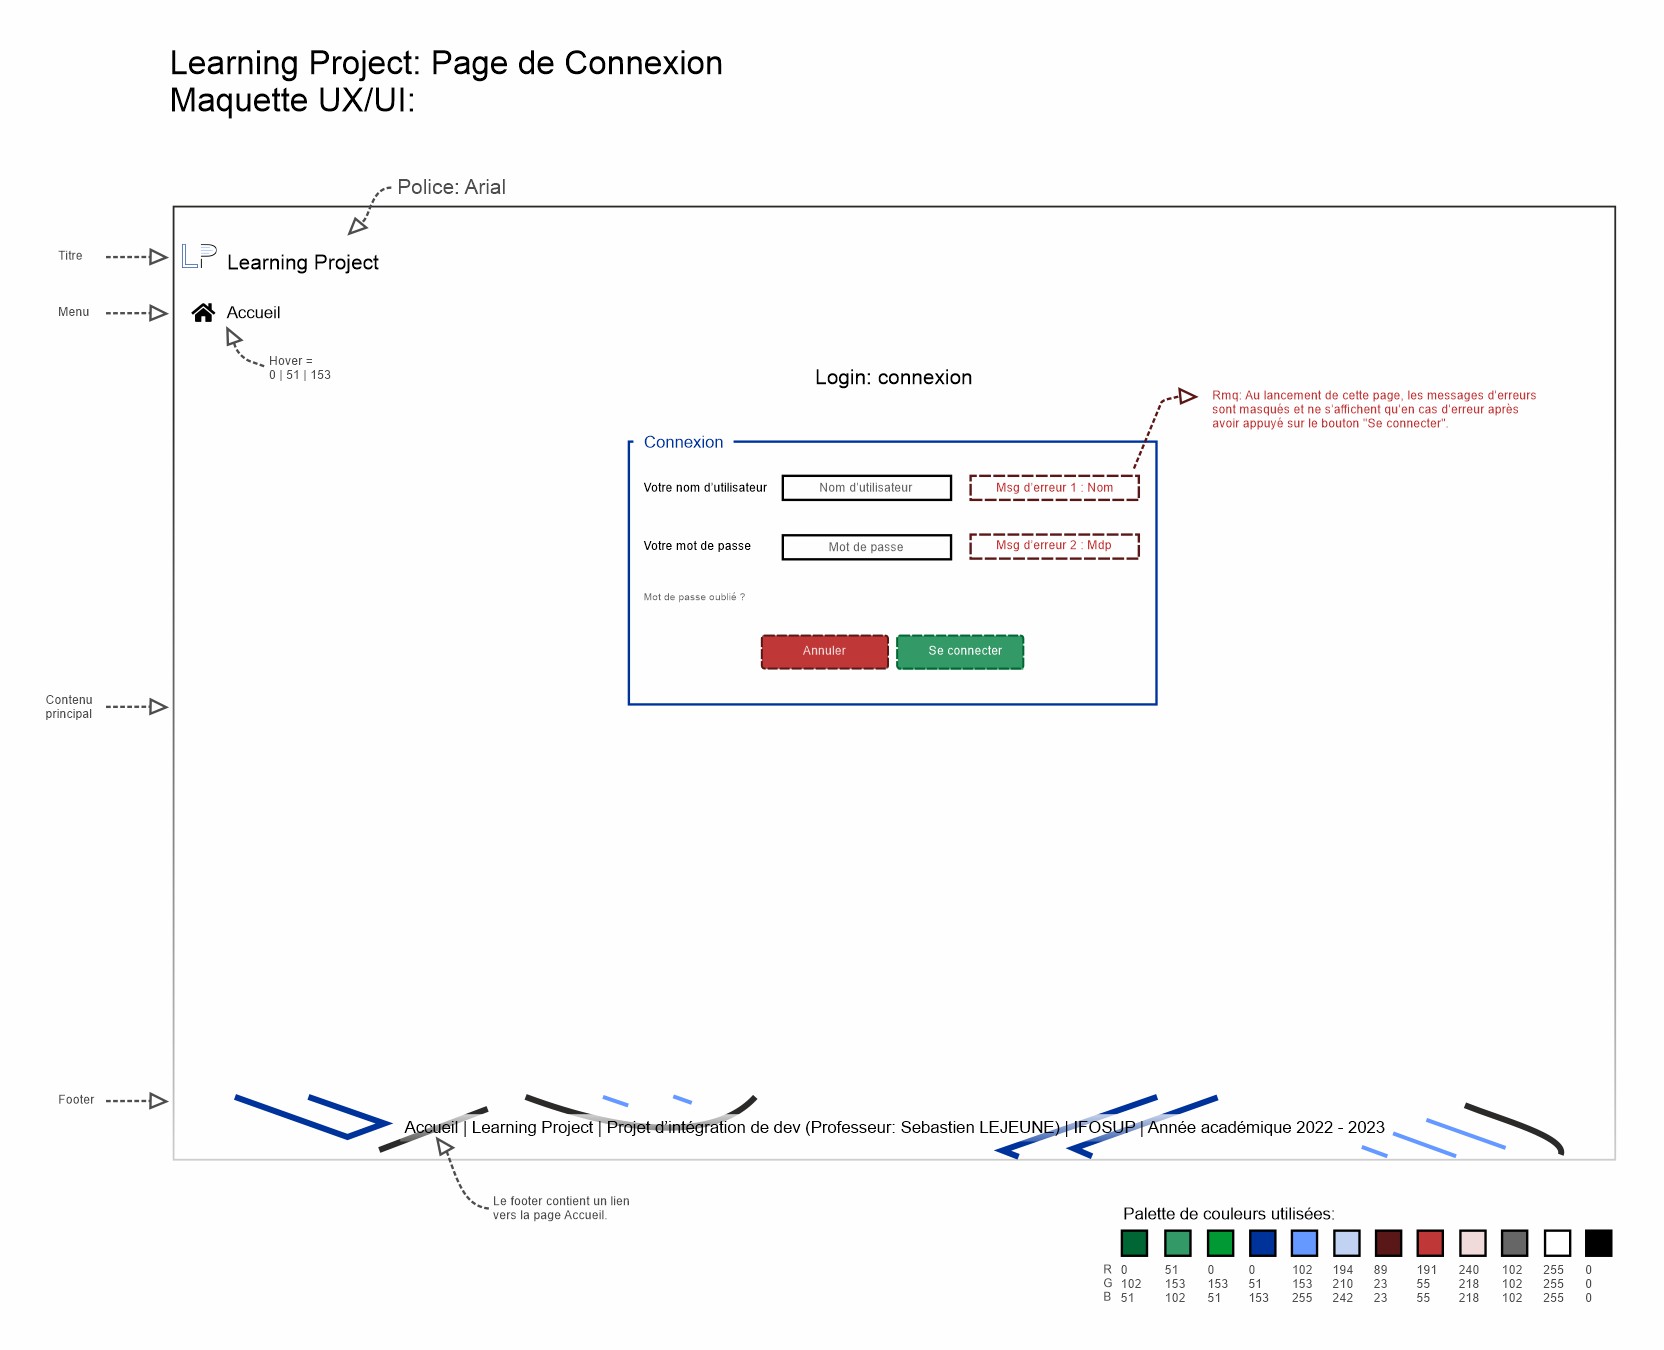 Learning Project: Page de Connexion
Maquette UX/UI:
Police: Arial
Titre
LP Learning Project
Menu
Accueil
Hover =
0 | 51 | 153
Login: connexion
Rmq: Au lancement de cette page, les messages d'erreurs
sont masqués et ne s'affichent qu'en cas d'erreur après
avoir appuyé sur le bouton "Se connecter".
Connexion
Votre nom d'utilisateur
Nom d'utilisateur
Msg d'erreur 1 : Nom
Votre mot de passe
Mot de passe
Msg d'erreur 2 : Mdp
Mot de passe oublié ?
Annuler
Se connecter
Contenu
principal
Footer
Accueil | Learning Project | Projet d'intégration de dev (Professeur: Sebastien LEJEUNE) | IFOSUP | Année académique 2022 - 2023
Le footer contient un lien
vers la page Accueil.
Palette de couleurs utilisées:
R 0 51 0 0 102 194 89 191 240 102 255 0
G 102 153 153 51 153 210 23 55 218 102 255 0
B 51 102 51 153 255 242 23 55 218 102 255 0